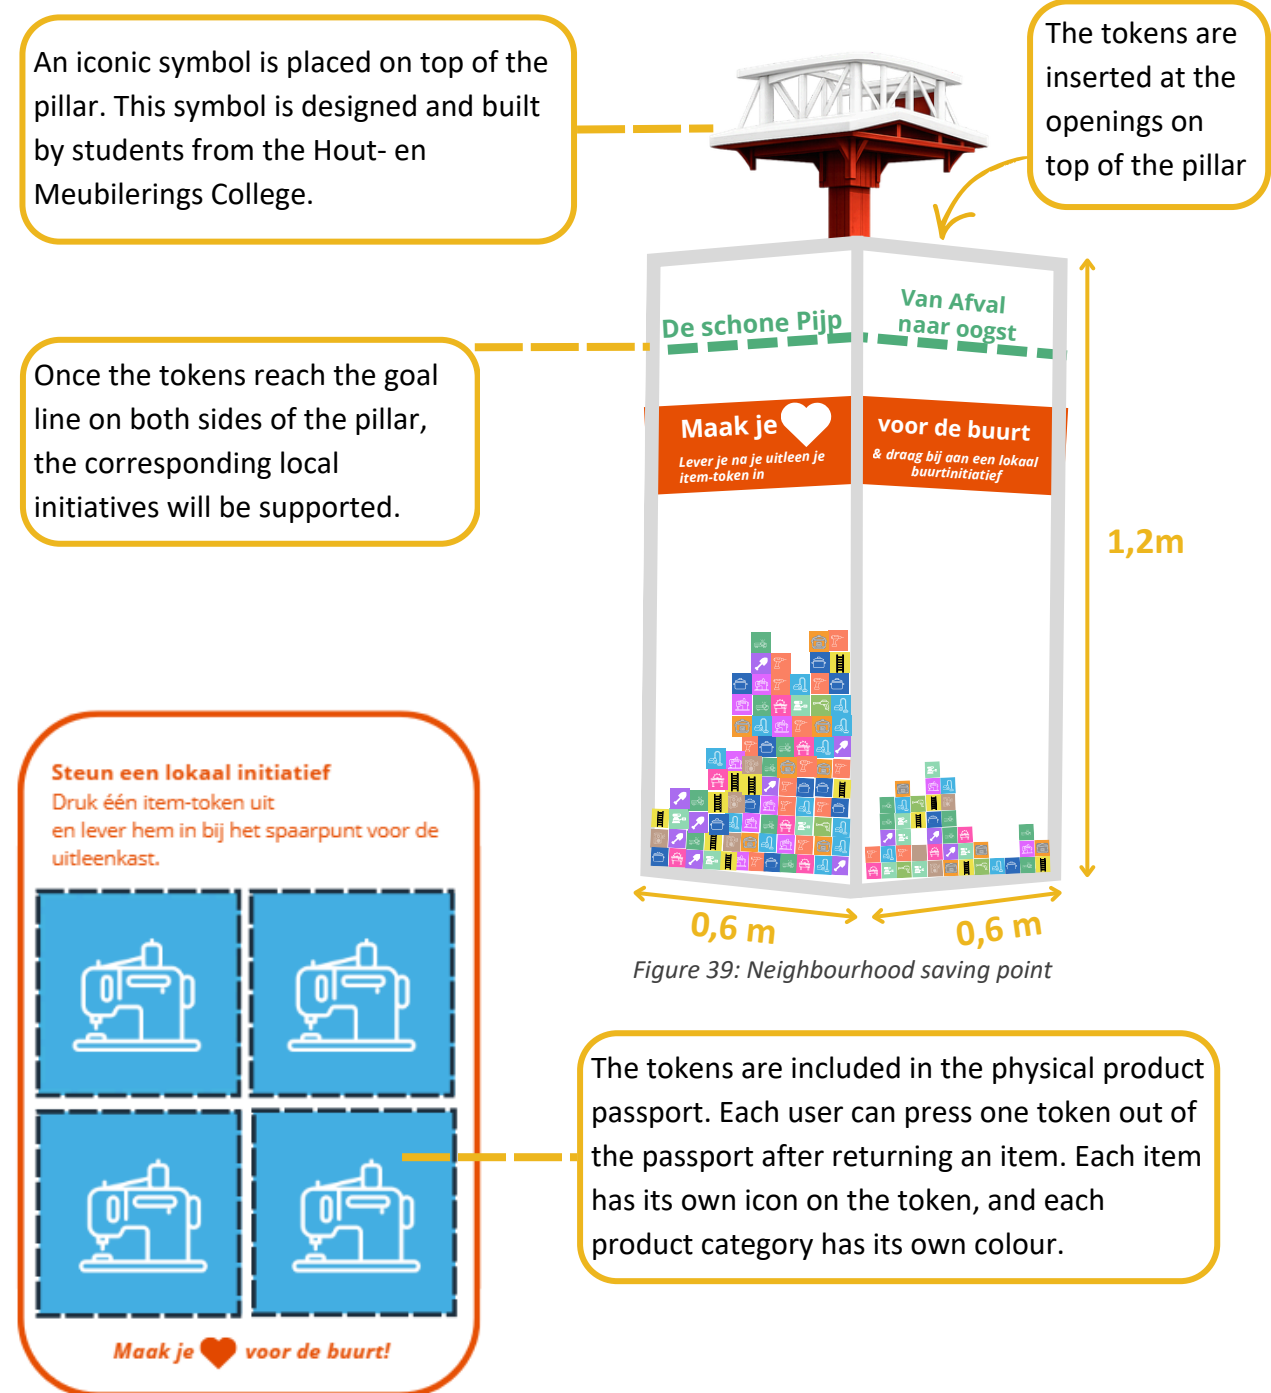 An iconic symbol is placed on top of the
pillar. This symbol is designed and built
by students from the Hout- en
Meubilerings College.
The tokens are
inserted at the
openings on
top of the pillar
De schone Pijp
Van Afval
naar oogst
Once the tokens reach the goal
line on both sides of the pillar,
the corresponding local
initiatives will be supported.
Maak je
Lever je na je uitleen je
item-token in
voor de buurt
& draag bij aan een lokaal
buurtinitiatief
1,2m
0,6 m
0,6 m
Figure 39: Neighbourhood saving point
Steun een lokaal initiatief
Druk één item-token uit
en lever hem in bij het spaarpunt voor de
uitleenkast.
Maak je voor de buurt!
The tokens are included in the physical product
passport. Each user can press one token out of
the passport after returning an item. Each item
has its own icon on the token, and each
product category has its own colour.